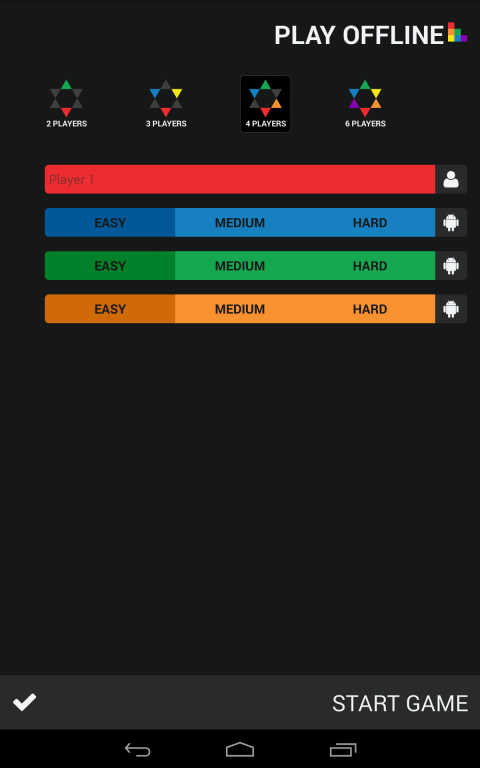 PLAY OFFLINE
2 PLAYERS 3 PLAYERS 4 PLAYERS 6 PLAYERS
Player 1
EASY MEDIUM HARD
EASY MEDIUM HARD
EASY MEDIUM HARD
START GAME